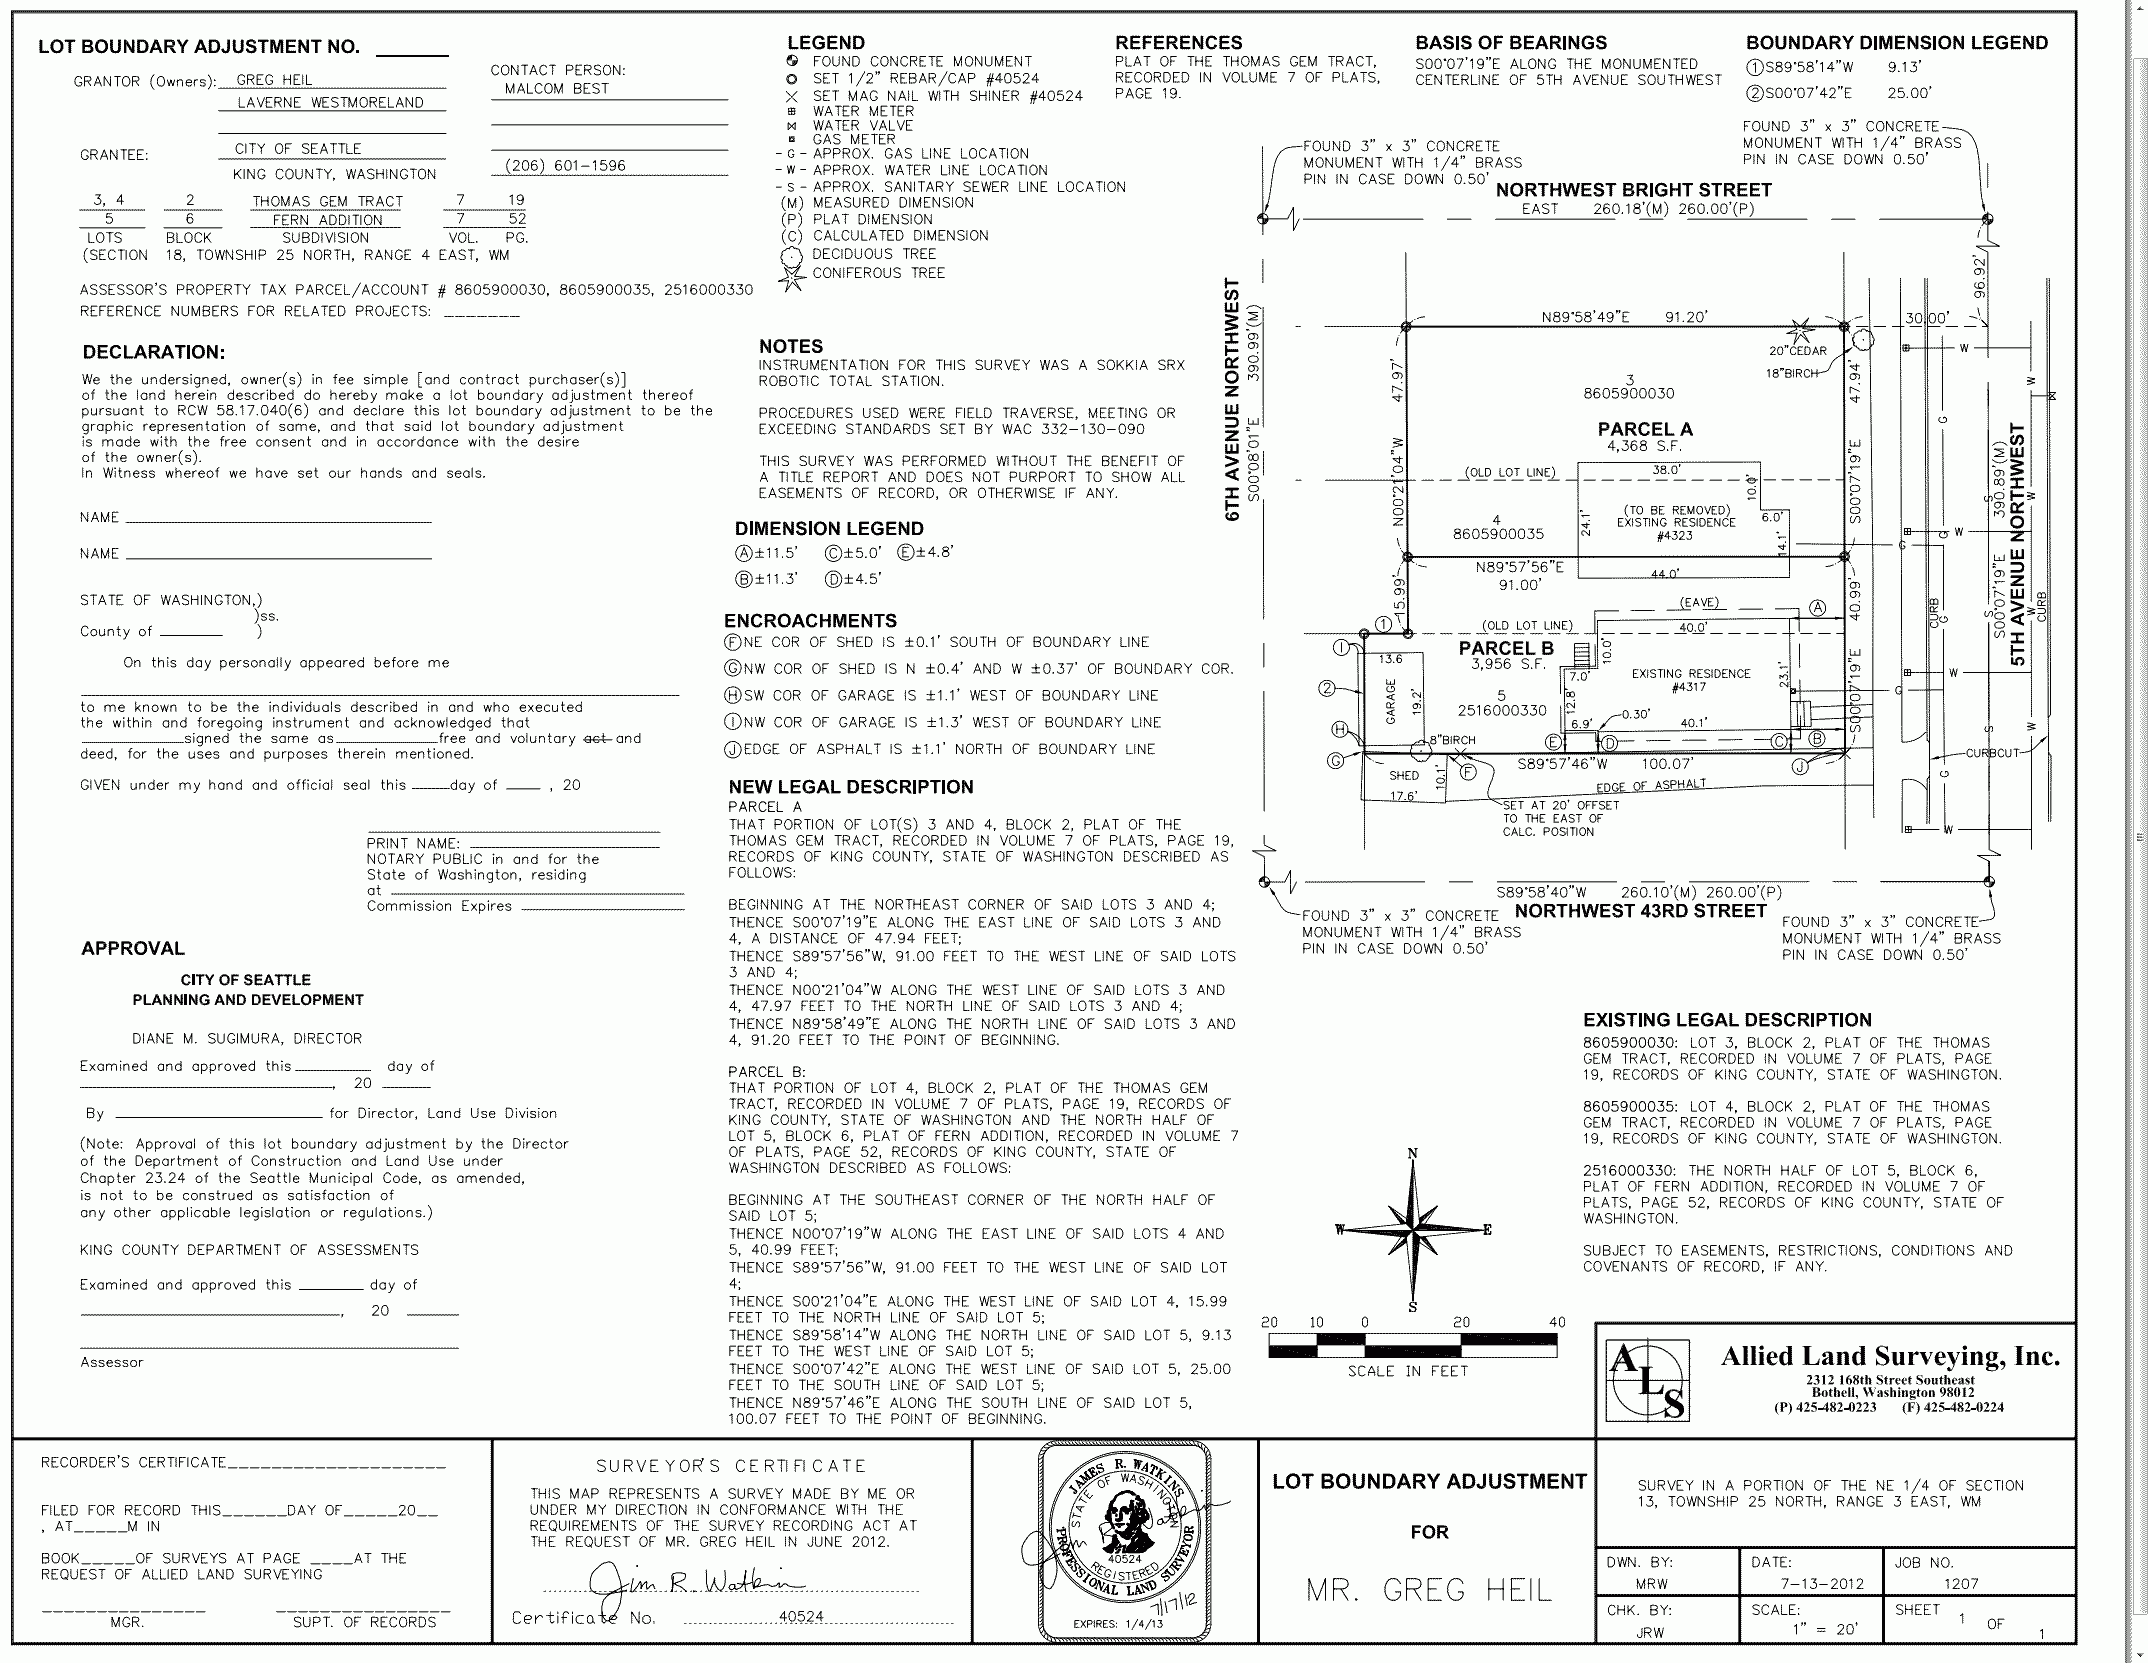 LOT BOUNDARY ADJUSTMENT NO. ______
GRANTOR (Owners): GREG HEIL
LAVERNE WESTMORELAND
GRANTEE: CITY OF SEATTLE
KING COUNTY, WASHINGTON
CONTACT PERSON:
MALCOM BEST
(206) 601-1596
3, 4 2 THOMAS GEM TRACT 7 19
5 6 FERN ADDITION 7 52
LOTS BLOCK SUBDIVISION VOL. PG.
(SECTION 18, TOWNSHIP 25 NORTH, RANGE 4 EAST, WM
ASSESSOR'S PROPERTY TAX PARCEL/ACCOUNT # 8605900030, 8605900035, 2516000330
REFERENCE NUMBERS FOR RELATED PROJECTS: _______
DECLARATION:
We the undersigned, owner(s) in fee simple [and contract purchaser(s)]
of the land herein described do hereby make a lot boundary adjustment thereof
pursuant to RCW 58.17.040(6) and declare this lot boundary adjustment to be the
graphic representation of same, and that said lot boundary adjustment
is made with the free consent and in accordance with the desire
of the owner(s).
In Witness whereof we have set our hands and seals.
NAME
NAME
STATE OF WASHINGTON,)
)ss.
County of ______ )
On this day personally appeared before me
to me known to be the individuals described in and who executed
the within and foregoing instrument and acknowledged that
______signed the same as______free and voluntary act and
deed, for the uses and purposes therein mentioned.
GIVEN under my hand and official seal this ____day of ____ , 20
PRINT NAME:
NOTARY PUBLIC in and for the
State of Washington, residing
at
Commission Expires
APPROVAL
CITY OF SEATTLE
PLANNING AND DEVELOPMENT
DIANE M. SUGIMURA, DIRECTOR
Examined and approved this ______ day of
______, 20 ____
By ______ for Director, Land Use Division
(Note: Approval of this lot boundary adjustment by the Director
of the Department of Construction and Land Use under
Chapter 23.24 of the Seattle Municipal Code, as amended,
is not to be construed as satisfaction of
any other applicable legislation or regulations.)
KING COUNTY DEPARTMENT OF ASSESSMENTS
Examined and approved this ______ day of
______, 20 ____
Assessor
LEGEND
FOUND CONCRETE MONUMENT
SET 1/2" REBAR/CAP #40524
SET MAG NAIL WITH SHINER #40524
WATER METER
WATER VALVE
GAS METER
-G- APPROX. GAS LINE LOCATION
-W- APPROX. WATER LINE LOCATION
-S- APPROX. SANITARY SEWER LINE LOCATION
(M) MEASURED DIMENSION
(P) PLAT DIMENSION
(C) CALCULATED DIMENSION
DECIDUOUS TREE
CONIFEROUS TREE
NOTES
INSTRUMENTATION FOR THIS SURVEY WAS A SOKKIA SRX
ROBOTIC TOTAL STATION.
PROCEDURES USED WERE FIELD TRAVERSE, MEETING OR
EXCEEDING STANDARDS SET BY WAC 332-130-090
THIS SURVEY WAS PERFORMED WITHOUT THE BENEFIT OF
A TITLE REPORT AND DOES NOT PURPORT TO SHOW ALL
EASEMENTS OF RECORD, OR OTHERWISE IF ANY.
DIMENSION LEGEND
Ⓐ±11.5' Ⓒ±5.0' Ⓔ±4.8'
Ⓑ±11.3' Ⓓ±4.5'
ENCROACHMENTS
ⒻNE COR OF SHED IS ±0.1' SOUTH OF BOUNDARY LINE
ⒼNW COR OF SHED IS N ±0.4' AND W ±0.37' OF BOUNDARY COR.
ⒽSW COR OF GARAGE IS ±1.1' WEST OF BOUNDARY LINE
ⒾNW COR OF GARAGE IS ±1.3' WEST OF BOUNDARY LINE
ⒿEDGE OF ASPHALT IS ±1.1' NORTH OF BOUNDARY LINE
NEW LEGAL DESCRIPTION
PARCEL A
THAT PORTION OF LOT(S) 3 AND 4, BLOCK 2, PLAT OF THE
THOMAS GEM TRACT, RECORDED IN VOLUME 7 OF PLATS, PAGE 19,
RECORDS OF KING COUNTY, STATE OF WASHINGTON DESCRIBED AS
FOLLOWS:
BEGINNING AT THE NORTHEAST CORNER OF SAID LOTS 3 AND 4;
THENCE S00°07'19"E ALONG THE EAST LINE OF SAID LOTS 3 AND
4, A DISTANCE OF 47.94 FEET;
THENCE S89°57'56"W, 91.00 FEET TO THE WEST LINE OF SAID LOTS
3 AND 4;
THENCE N00°21'04"W ALONG THE WEST LINE OF SAID LOTS 3 AND
4, 47.97 FEET TO THE NORTH LINE OF SAID LOTS 3 AND 4;
THENCE N89°58'49"E ALONG THE NORTH LINE OF SAID LOTS 3 AND
4, 91.20 FEET TO THE POINT OF BEGINNING.
PARCEL B:
THAT PORTION OF LOT 4, BLOCK 2, PLAT OF THE THOMAS GEM
TRACT, RECORDED IN VOLUME 7 OF PLATS, PAGE 19, RECORDS OF
KING COUNTY, STATE OF WASHINGTON AND THE NORTH HALF OF
LOT 5, BLOCK 6, PLAT OF FERN ADDITION, RECORDED IN VOLUME 7
OF PLATS, PAGE 52, RECORDS OF KING COUNTY, STATE OF
WASHINGTON DESCRIBED AS FOLLOWS:
BEGINNING AT THE SOUTHEAST CORNER OF THE NORTH HALF OF
SAID LOT 5;
THENCE N00°07'19"W ALONG THE EAST LINE OF SAID LOTS 4 AND
5, 40.99 FEET;
THENCE S89°57'56"W, 91.00 FEET TO THE WEST LINE OF SAID LOT
4;
THENCE S00°21'04"E ALONG THE WEST LINE OF SAID LOT 4, 15.99
FEET TO THE NORTH LINE OF SAID LOT 5;
THENCE S89°58'14"W ALONG THE NORTH LINE OF SAID LOT 5, 9.13
FEET TO THE WEST LINE OF SAID LOT 5;
THENCE S00°07'42"E ALONG THE WEST LINE OF SAID LOT 5, 25.00
FEET TO THE SOUTH LINE OF SAID LOT 5;
THENCE N89°57'46"E ALONG THE SOUTH LINE OF SAID LOT 5,
100.07 FEET TO THE POINT OF BEGINNING.
REFERENCES
PLAT OF THE THOMAS GEM TRACT,
RECORDED IN VOLUME 7 OF PLATS,
PAGE 19.
BASIS OF BEARINGS
S00°07'19"E ALONG THE MONUMENTED
CENTERLINE OF 5TH AVENUE SOUTHWEST
BOUNDARY DIMENSION LEGEND
①S89°58'14"W 9.13'
②S00°07'42"E 25.00'
FOUND 3" x 3" CONCRETE
MONUMENT WITH 1/4" BRASS
PIN IN CASE DOWN 0.50'
FOUND 3" x 3" CONCRETE
MONUMENT WITH 1/4" BRASS
PIN IN CASE DOWN 0.50'
NORTHWEST BRIGHT STREET
EAST 260.18'(M) 260.00'(P)
6TH AVENUE NORTHWEST
S00°08'01"E 390.99'(M)
96.92'
30.00'
N89°58'49"E 91.20'
20"CEDAR
18"BIRCH
47.97'
N00°21'04"W
47.94'
S00°07'19"E
3
8605900030
PARCEL A
4,368 S.F.
(OLD LOT LINE)
38.0'
10.0'
4
8605900035
24.1'
(TO BE REMOVED)
EXISTING RESIDENCE
#4323
6.0'
14.1'
44.0'
N89°57'56"E
91.00'
15.99'
40.99'
(EAVE)
Ⓐ
①
(OLD LOT LINE)
40.0'
Ⓘ
PARCEL B
3,956 S.F.
10.0'
13.6
7.0'
EXISTING RESIDENCE
#4317
23.1'
S00°07'19"E
②
GARAGE
19.2'
5
2516000330
12.8'
6.9'
0.30'
40.1'
Ⓗ
8"BIRCH
Ⓔ
Ⓓ
Ⓒ
Ⓑ
Ⓖ
Ⓕ
S89°57'46"W 100.07'
Ⓙ
SHED
17.6'
10.1'
EDGE OF ASPHALT
SET AT 20' OFFSET
TO THE EAST OF
CALC. POSITION
W
W
W
W
G
G
G
S
S
CURB
CURB
CURBCUT
S00°07'19"E 390.89'(M)
5TH AVENUE NORTHWEST
S89°58'40"W 260.10'(M) 260.00'(P)
NORTHWEST 43RD STREET
FOUND 3" x 3" CONCRETE
MONUMENT WITH 1/4" BRASS
PIN IN CASE DOWN 0.50'
FOUND 3" x 3" CONCRETE
MONUMENT WITH 1/4" BRASS
PIN IN CASE DOWN 0.50'
EXISTING LEGAL DESCRIPTION
8605900030: LOT 3, BLOCK 2, PLAT OF THE THOMAS
GEM TRACT, RECORDED IN VOLUME 7 OF PLATS, PAGE
19, RECORDS OF KING COUNTY, STATE OF WASHINGTON.
8605900035: LOT 4, BLOCK 2, PLAT OF THE THOMAS
GEM TRACT, RECORDED IN VOLUME 7 OF PLATS, PAGE
19, RECORDS OF KING COUNTY, STATE OF WASHINGTON.
2516000330: THE NORTH HALF OF LOT 5, BLOCK 6,
PLAT OF FERN ADDITION, RECORDED IN VOLUME 7 OF
PLATS, PAGE 52, RECORDS OF KING COUNTY, STATE OF
WASHINGTON.
SUBJECT TO EASEMENTS, RESTRICTIONS, CONDITIONS AND
COVENANTS OF RECORD, IF ANY.
N
W
E
S
20 10 0 20 40
SCALE IN FEET
ALS
Allied Land Surveying, Inc.
2312 168th Street Southeast
Bothell, Washington 98012
(P) 425-482-0223 (F) 425-482-0224
RECORDER'S CERTIFICATE____________________
FILED FOR RECORD THIS______DAY OF_____20__
, AT_____M IN
BOOK_____OF SURVEYS AT PAGE ____AT THE
REQUEST OF ALLIED LAND SURVEYING
MGR. SUPT. OF RECORDS
SURVEYOR'S CERTIFICATE
THIS MAP REPRESENTS A SURVEY MADE BY ME OR
UNDER MY DIRECTION IN CONFORMANCE WITH THE
REQUIREMENTS OF THE SURVEY RECORDING ACT AT
THE REQUEST OF MR. GREG HEIL IN JUNE 2012.
Jim R. Watkin
Certificate No. 40524
JAMES R. WATKINS
STATE OF WASHINGTON
40524
REGISTERED
PROFESSIONAL LAND SURVEYOR
7/17/12
EXPIRES: 1/4/13
LOT BOUNDARY ADJUSTMENT
FOR
MR. GREG HEIL
SURVEY IN A PORTION OF THE NE 1/4 OF SECTION
13, TOWNSHIP 25 NORTH, RANGE 3 EAST, WM
DWN. BY: MRW
DATE: 7-13-2012
JOB NO. 1207
CHK. BY: JRW
SCALE: 1" = 20'
SHEET 1 OF 1